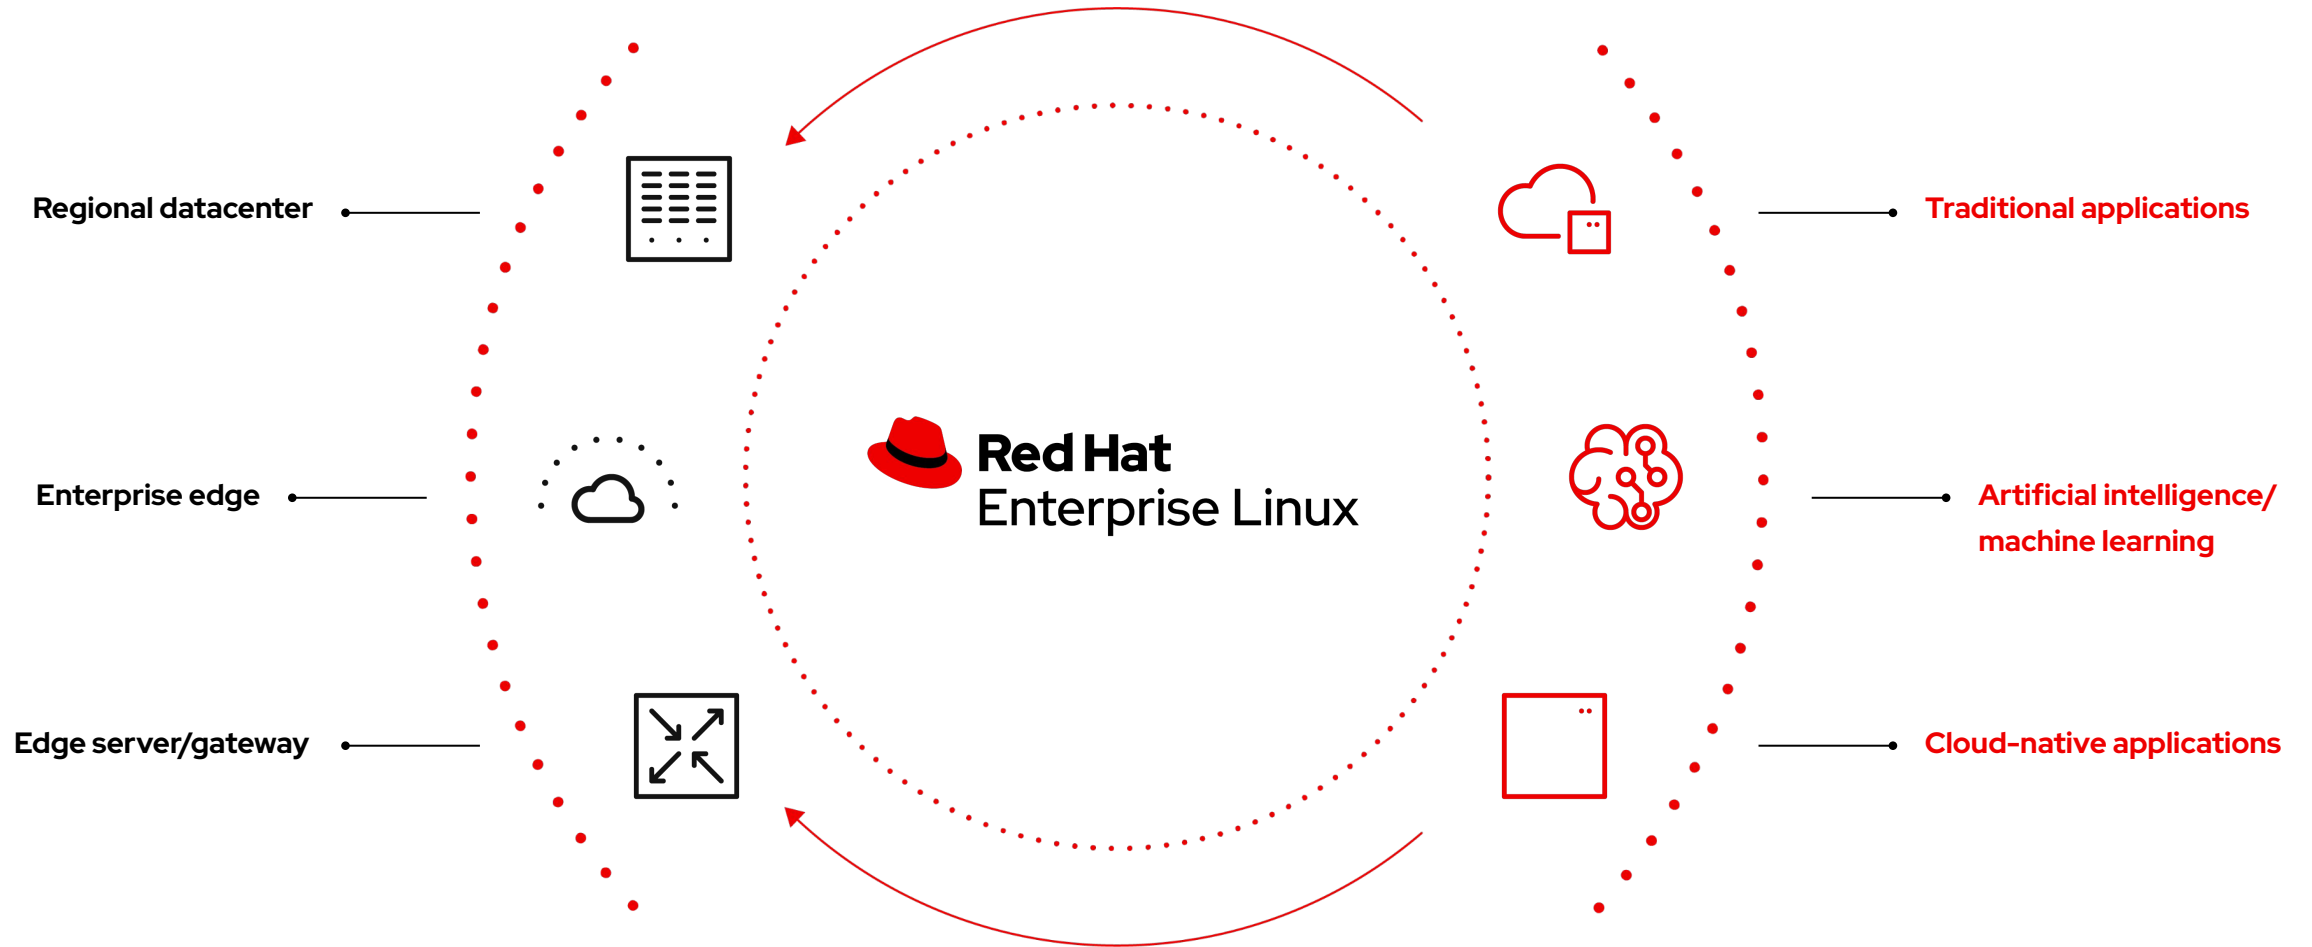 Regional datacenter
Traditional applications
Red Hat
Enterprise Linux
Enterprise edge
Artificial intelligence/
machine learning
Edge server/gateway
Cloud-native applications